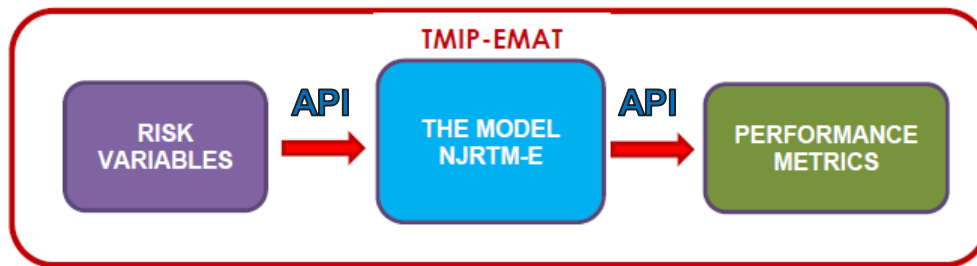 TMIP-EMAT
API
API
RISK
VARIABLES
THE MODEL
NJRTM-E
PERFORMANCE
METRICS